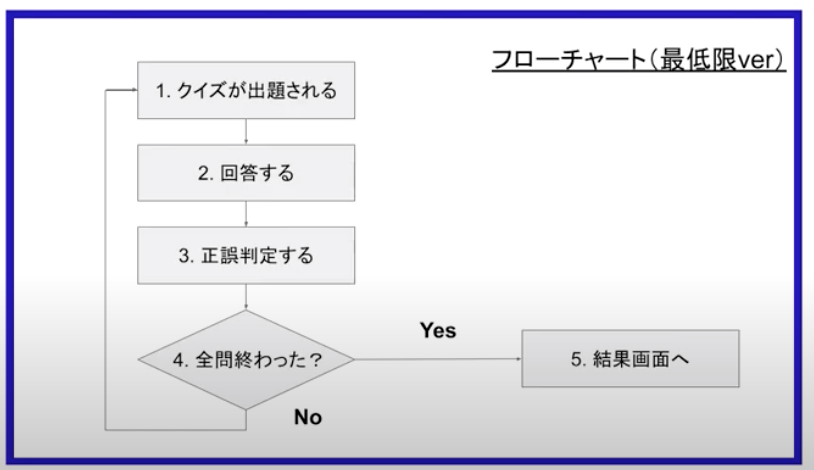 フローチャート（最低限ver）
1. クイズが出題される
2. 回答する
3. 正誤判定する
4. 全問終わった？
Yes
5. 結果画面へ
No